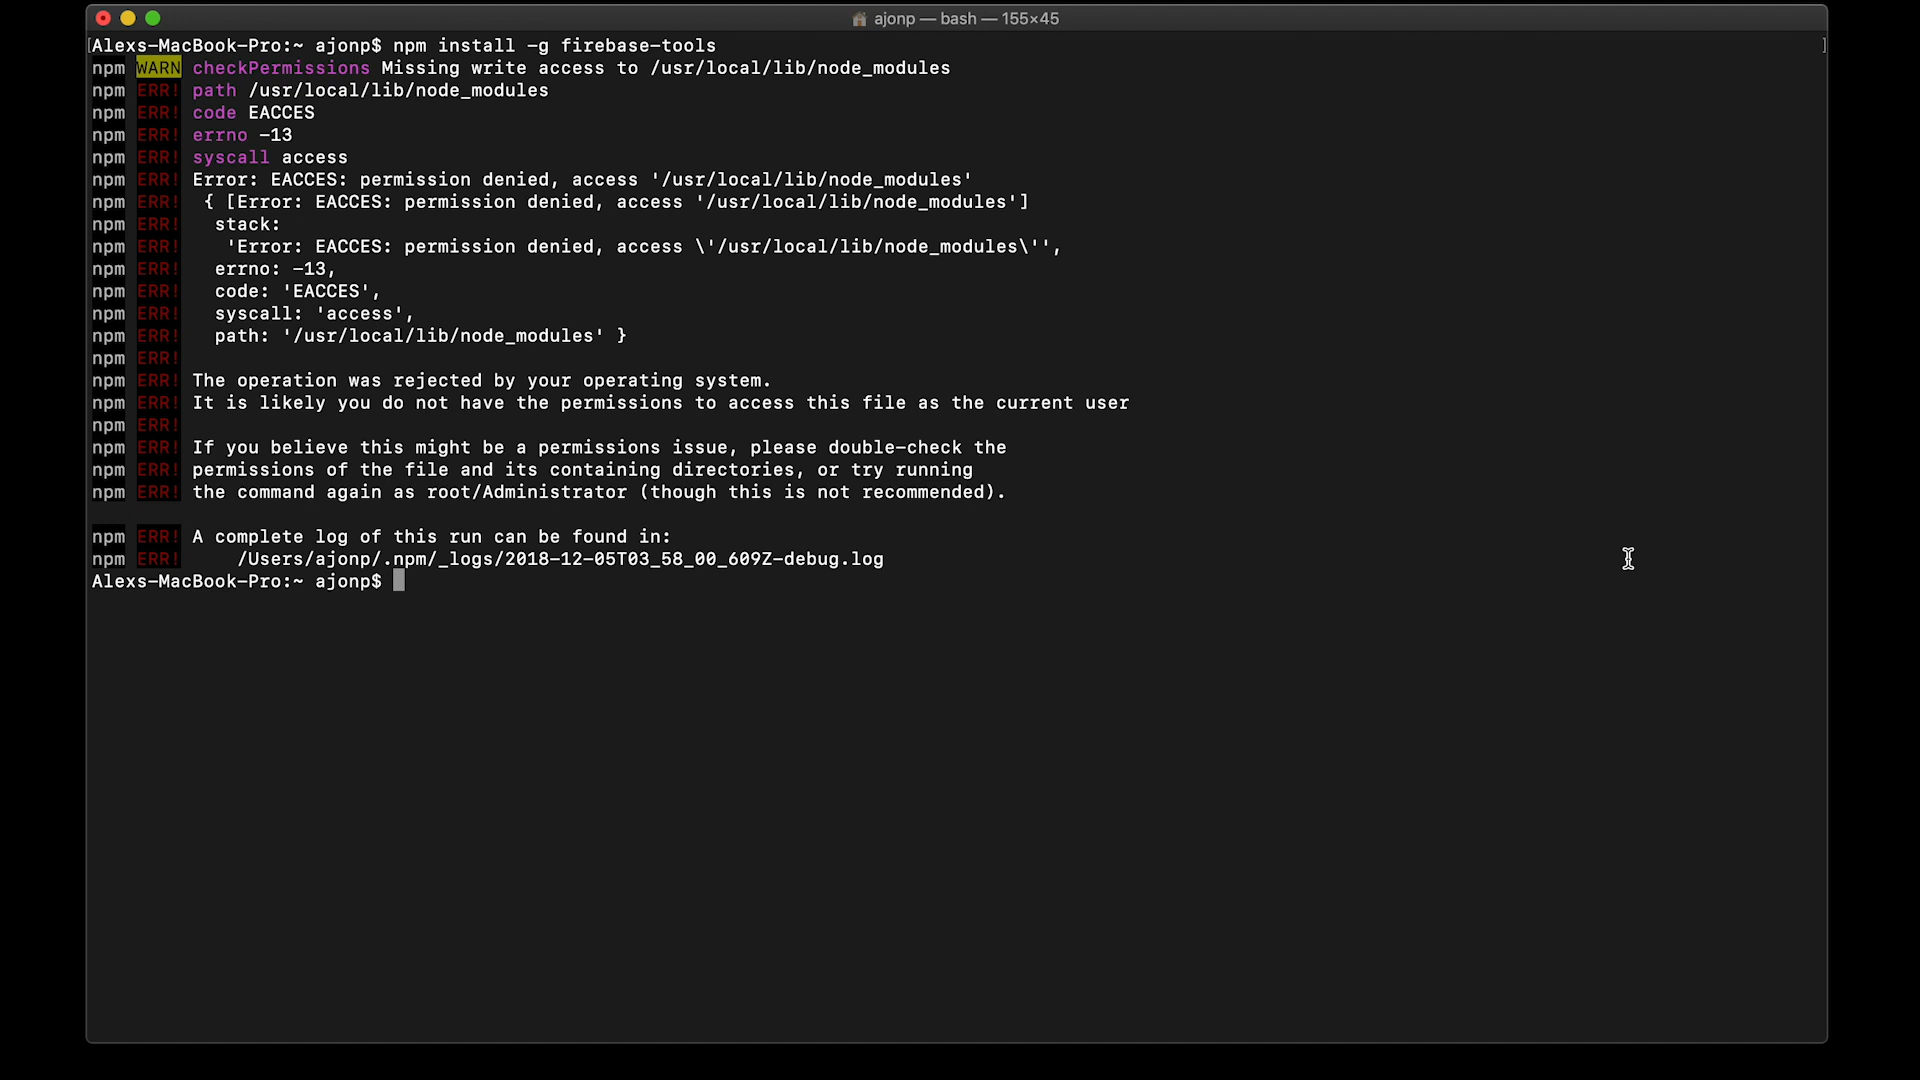 ajonp — bash — 155×45
[Alexs-MacBook-Pro:~ ajonp$ npm install -g firebase-tools ]
npm WARN checkPermissions Missing write access to /usr/local/lib/node_modules
npm ERR! path /usr/local/lib/node_modules
npm ERR! code EACCES
npm ERR! errno -13
npm ERR! syscall access
npm ERR! Error: EACCES: permission denied, access '/usr/local/lib/node_modules'
npm ERR!  { [Error: EACCES: permission denied, access '/usr/local/lib/node_modules']
npm ERR!   stack:
npm ERR!    'Error: EACCES: permission denied, access \'/usr/local/lib/node_modules\'',
npm ERR!   errno: -13,
npm ERR!   code: 'EACCES',
npm ERR!   syscall: 'access',
npm ERR!   path: '/usr/local/lib/node_modules' }
npm ERR!
npm ERR! The operation was rejected by your operating system.
npm ERR! It is likely you do not have the permissions to access this file as the current user
npm ERR!
npm ERR! If you believe this might be a permissions issue, please double-check the
npm ERR! permissions of the file and its containing directories, or try running
npm ERR! the command again as root/Administrator (though this is not recommended).
npm ERR! A complete log of this run can be found in:
npm ERR!     /Users/ajonp/.npm/_logs/2018-12-05T03_58_00_609Z-debug.log
Alexs-MacBook-Pro:~ ajonp$